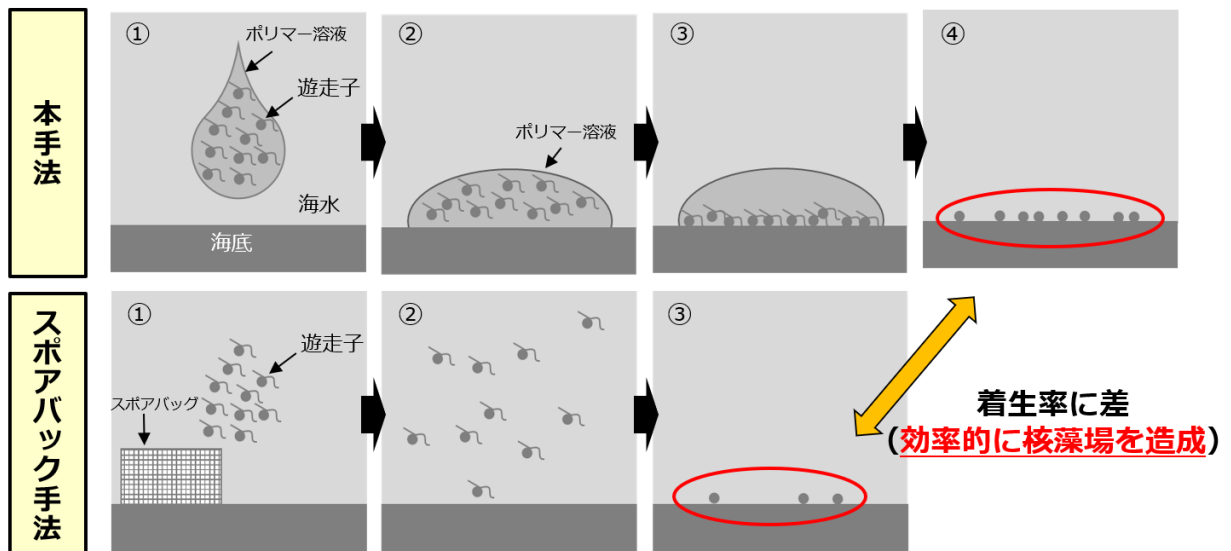 本手法
①
ポリマー溶液
遊走子
海水
海底
②
ポリマー溶液
③
④
スポアバック手法
①
遊走子
スポアバッグ
②
③
着生率に差
(効率的に核藻場を造成)